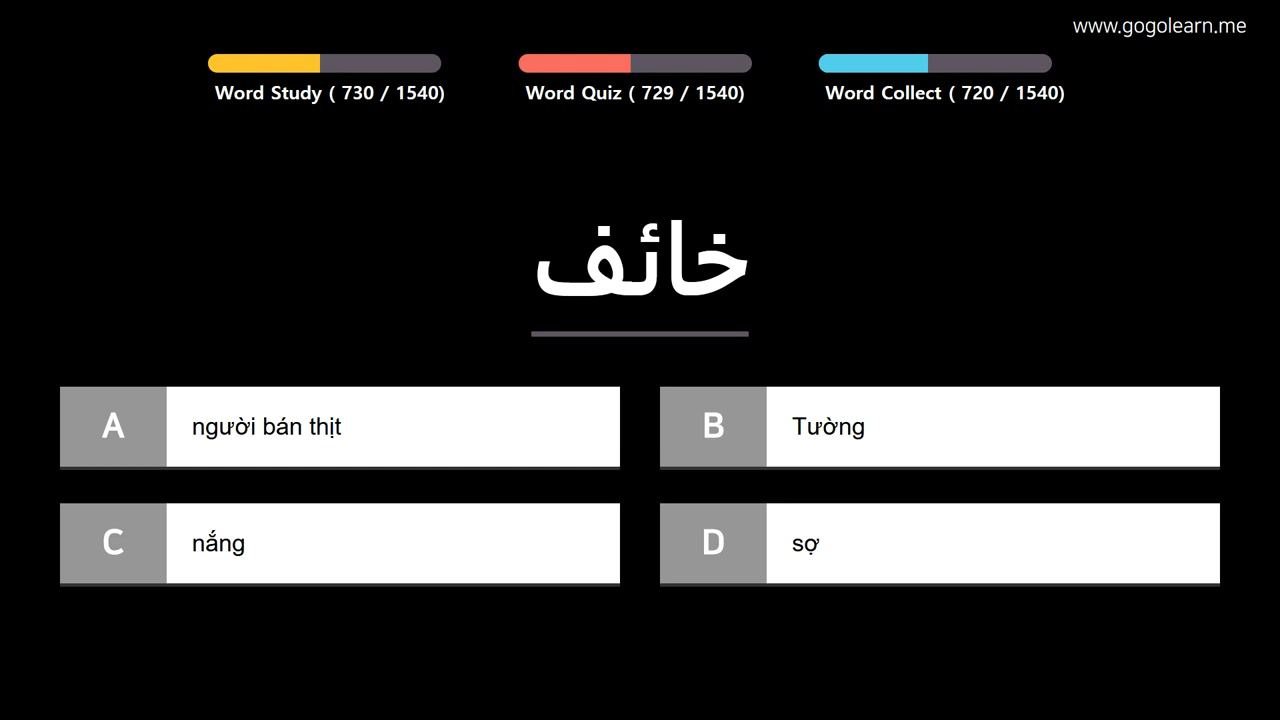 www.gogolearn.me
Word Study ( 730 / 1540)
Word Quiz ( 729 / 1540)
Word Collect ( 720 / 1540)
خائف
A
người bán thịt
B
Tường
C
nắng
D
sợ